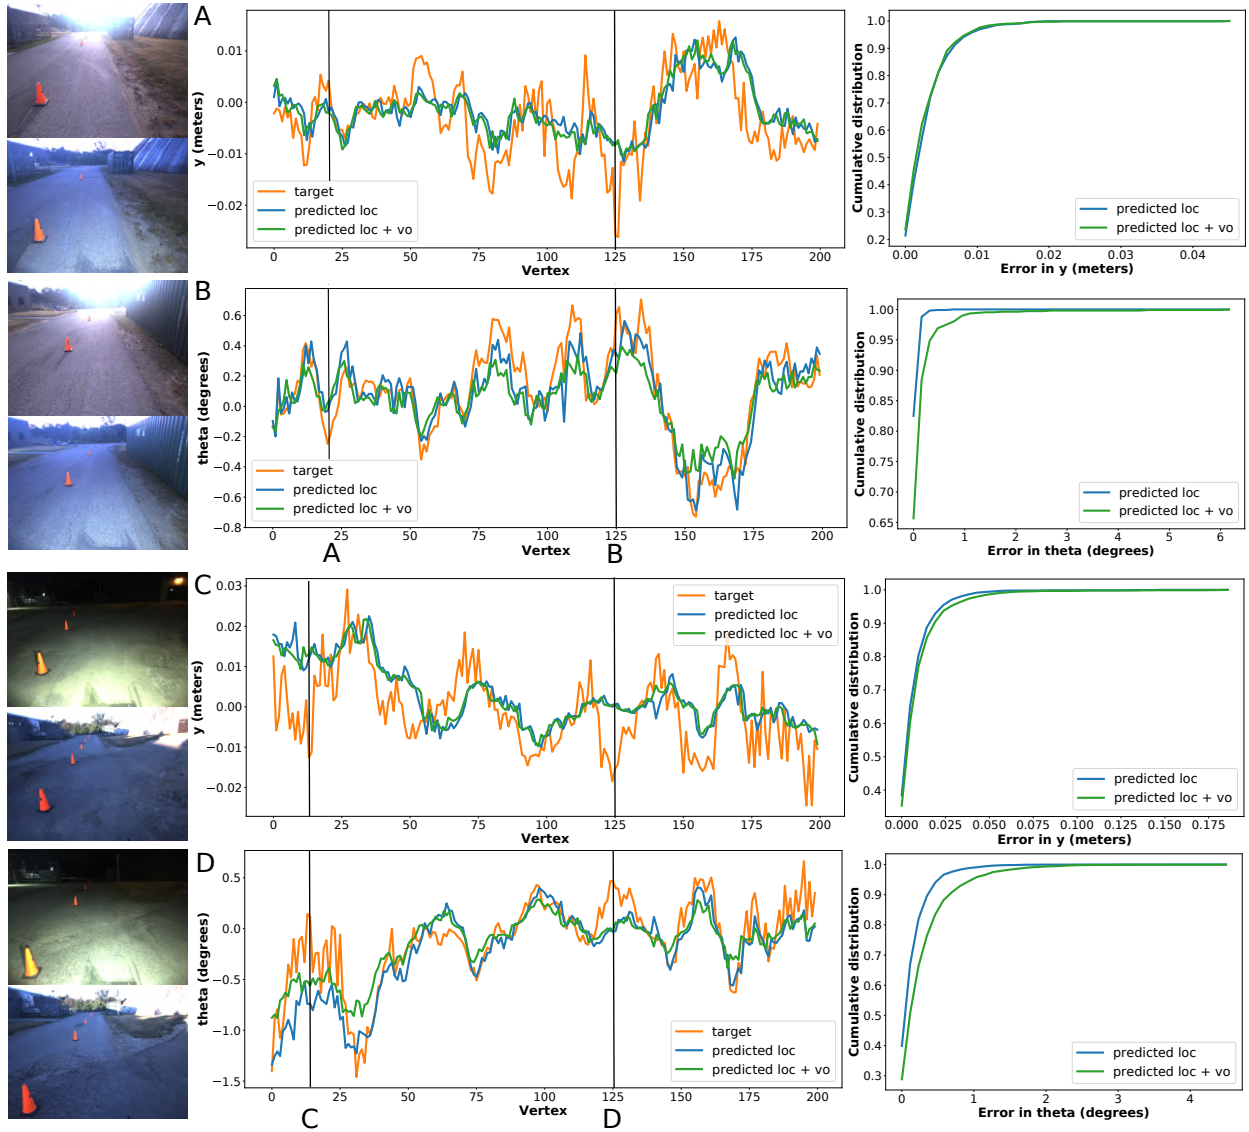 A
y (meters)
0.01
0.00
−0.01
−0.02
target
predicted loc
predicted loc + vo
0 25 50 75 100 125 150 175 200
Vertex
Cumulative distribution
1.0
0.9
0.8
0.7
0.6
0.5
0.4
0.3
0.2
predicted loc
predicted loc + vo
0.00 0.01 0.02 0.03 0.04
Error in y (meters)
B
theta (degrees)
0.6
0.4
0.2
0.0
−0.2
−0.4
−0.6
−0.8
target
predicted loc
predicted loc + vo
0 25 50 75 100 125 150 175 200
Vertex
A B
Cumulative distribution
1.00
0.95
0.90
0.85
0.80
0.75
0.70
0.65
predicted loc
predicted loc + vo
0 1 2 3 4 5 6
Error in theta (degrees)
C
y (meters)
0.03
0.02
0.01
0.00
−0.01
−0.02
target
predicted loc
predicted loc + vo
0 25 50 75 100 125 150 175 200
Vertex
Cumulative distribution
1.0
0.9
0.8
0.7
0.6
0.5
0.4
predicted loc
predicted loc + vo
0.000 0.025 0.050 0.075 0.100 0.125 0.150 0.175
Error in y (meters)
D
theta (degrees)
0.5
0.0
−0.5
−1.0
−1.5
target
predicted loc
predicted loc + vo
0 25 50 75 100 125 150 175 200
Vertex
C D
Cumulative distribution
1.0
0.9
0.8
0.7
0.6
0.5
0.4
0.3
predicted loc
predicted loc + vo
0 1 2 3 4
Error in theta (degrees)